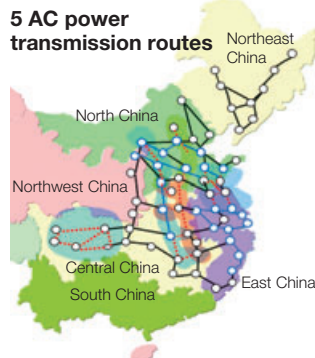 5 AC power
transmission routes
Northeast
China
North China
Northwest China
Central China
South China
East China